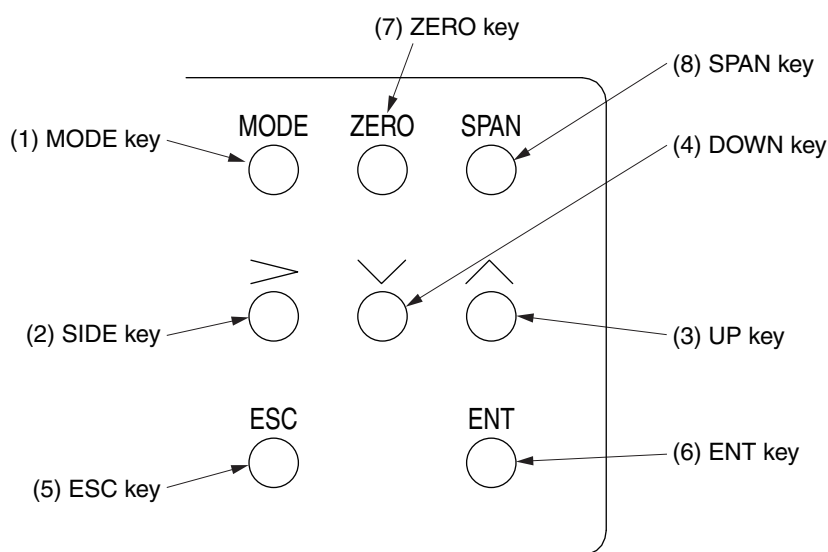 (7) ZERO key
(8) SPAN key
MODE ZERO SPAN
(1) MODE key
(4) DOWN key
(2) SIDE key
(3) UP key
ESC ENT
(6) ENT key
(5) ESC key